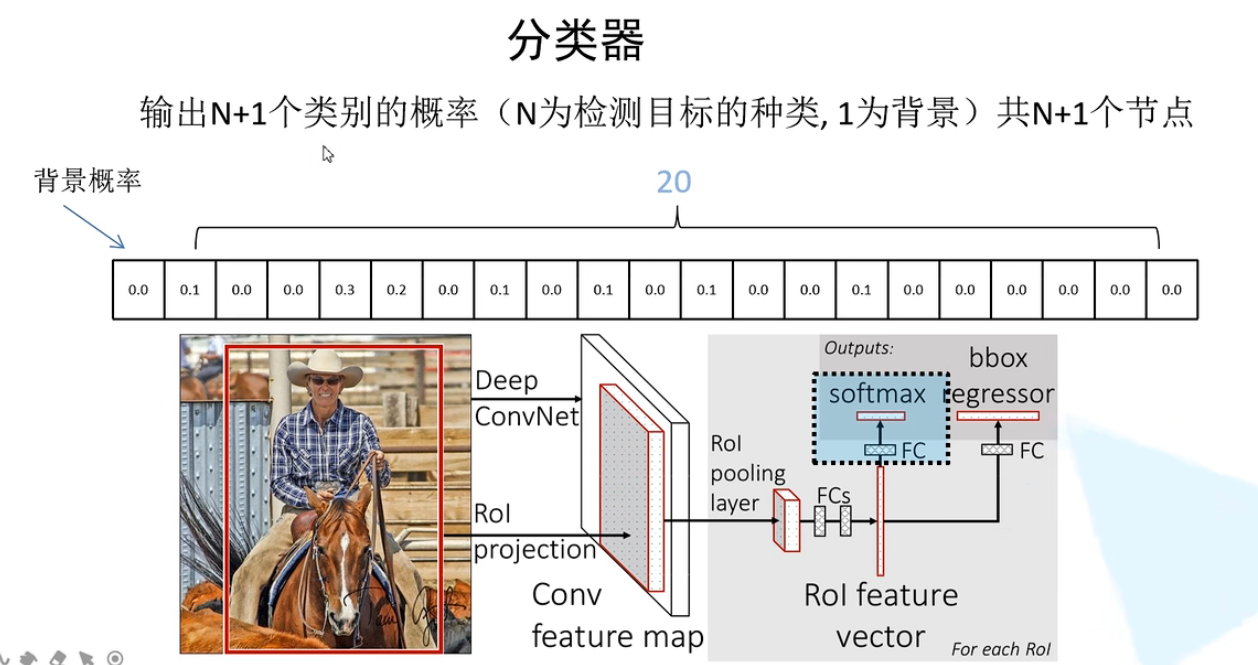 分类器
输出N+1个类别的概率（N为检测目标的种类, 1为背景）共N+1个节点
背景概率
20
0.0 0.1 0.0 0.0 0.3 0.2 0.0 0.1 0.0 0.1 0.0 0.1 0.0 0.0 0.1 0.0 0.0 0.0 0.0 0.0 0.0
Deep
ConvNet
RoI
projection
Conv
feature map
RoI
pooling
layer
FCs
Outputs:
softmax
FC
bbox
regressor
FC
RoI feature
vector
For each RoI